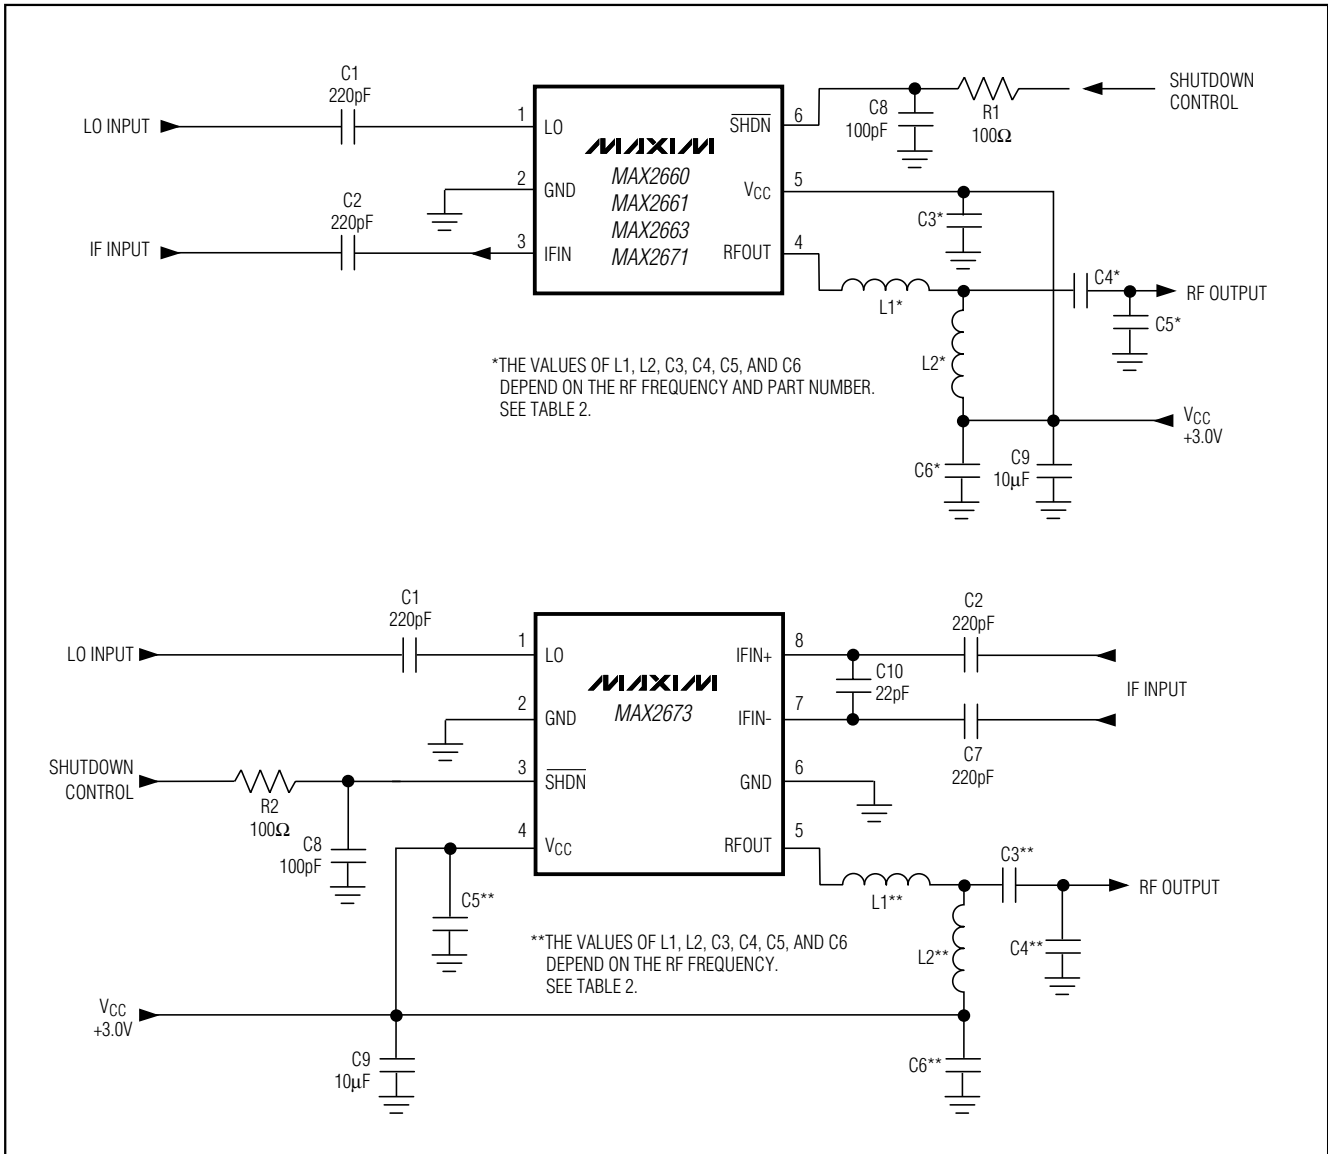 C1
220pF
LO INPUT
1
LO
2
GND
C2
220pF
IF INPUT
3
IFIN
MAXIM
MAX2660
MAX2661
MAX2663
MAX2671
SHDN
6
C8
100pF
R1
100Ω
SHUTDOWN
CONTROL
VCC
5
C3*
RFOUT
4
L1*
C4*
RF OUTPUT
C5*
L2*
*THE VALUES OF L1, L2, C3, C4, C5, AND C6
DEPEND ON THE RF FREQUENCY AND PART NUMBER.
SEE TABLE 2.
VCC
+3.0V
C6*
C9
10µF
C1
220pF
LO INPUT
1
LO
2
GND
SHUTDOWN
CONTROL
R2
100Ω
3
SHDN
C8
100pF
4
VCC
C5**
MAXIM
MAX2673
IFIN+
8
C2
220pF
C10
22pF
IF INPUT
IFIN-
7
C7
220pF
GND
6
RFOUT
5
L1**
C3**
RF OUTPUT
C4**
L2**
**THE VALUES OF L1, L2, C3, C4, C5, AND C6
DEPEND ON THE RF FREQUENCY.
SEE TABLE 2.
VCC
+3.0V
C9
10µF
C6**